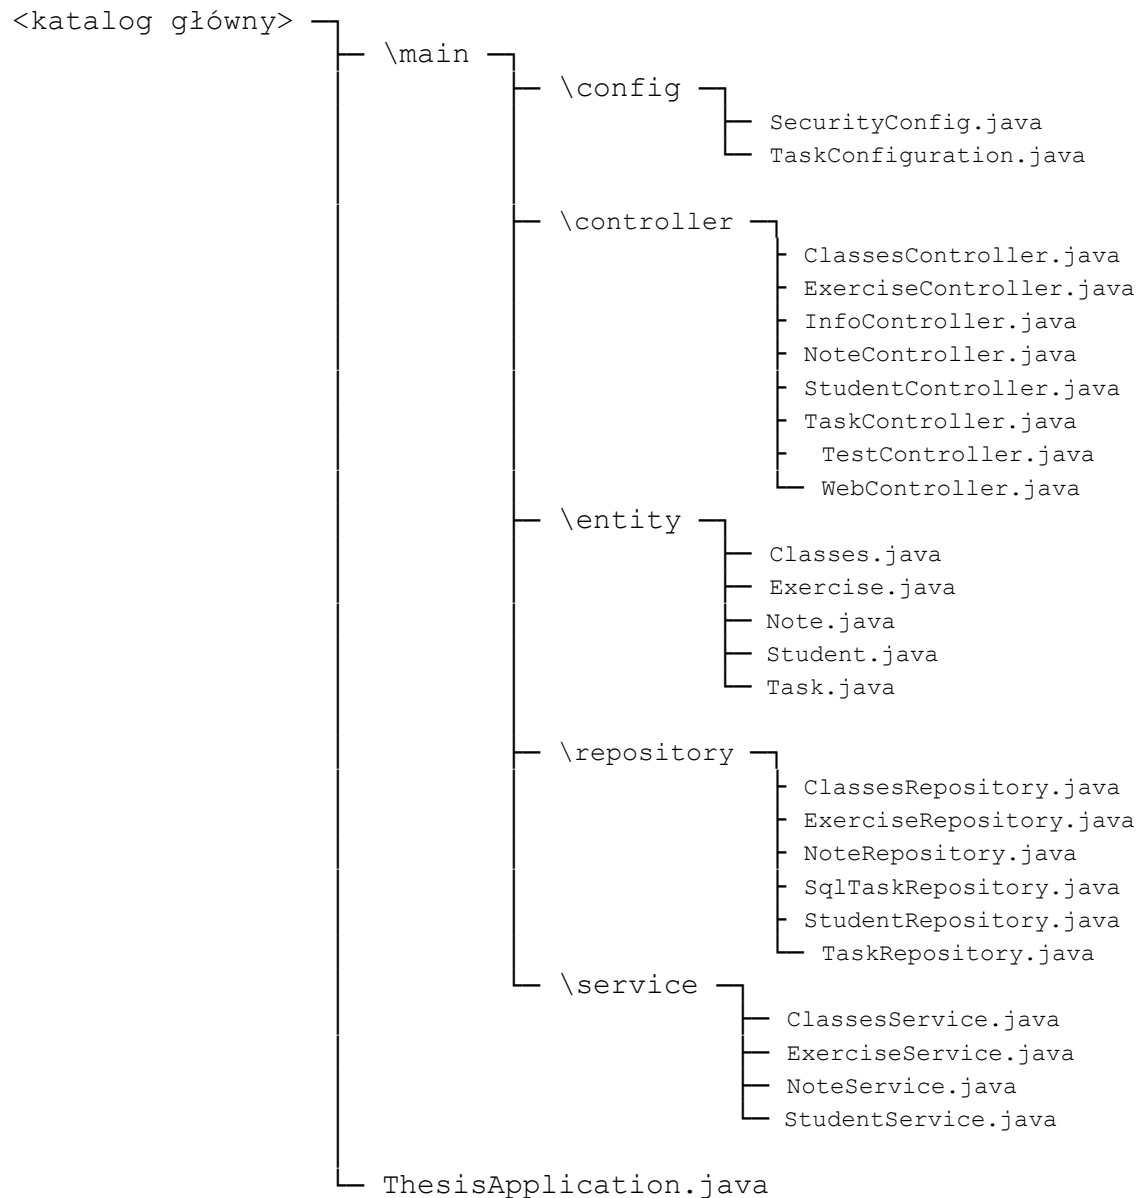 <katalog główny>
\main
\config
SecurityConfig.java
TaskConfiguration.java
\controller
ClassesController.java
ExerciseController.java
InfoController.java
NoteController.java
StudentController.java
TaskController.java
TestController.java
WebController.java
\entity
Classes.java
Exercise.java
Note.java
Student.java
Task.java
\repository
ClassesRepository.java
ExerciseRepository.java
NoteRepository.java
SqlTaskRepository.java
StudentRepository.java
TaskRepository.java
\service
ClassesService.java
ExerciseService.java
NoteService.java
StudentService.java
ThesisApplication.java